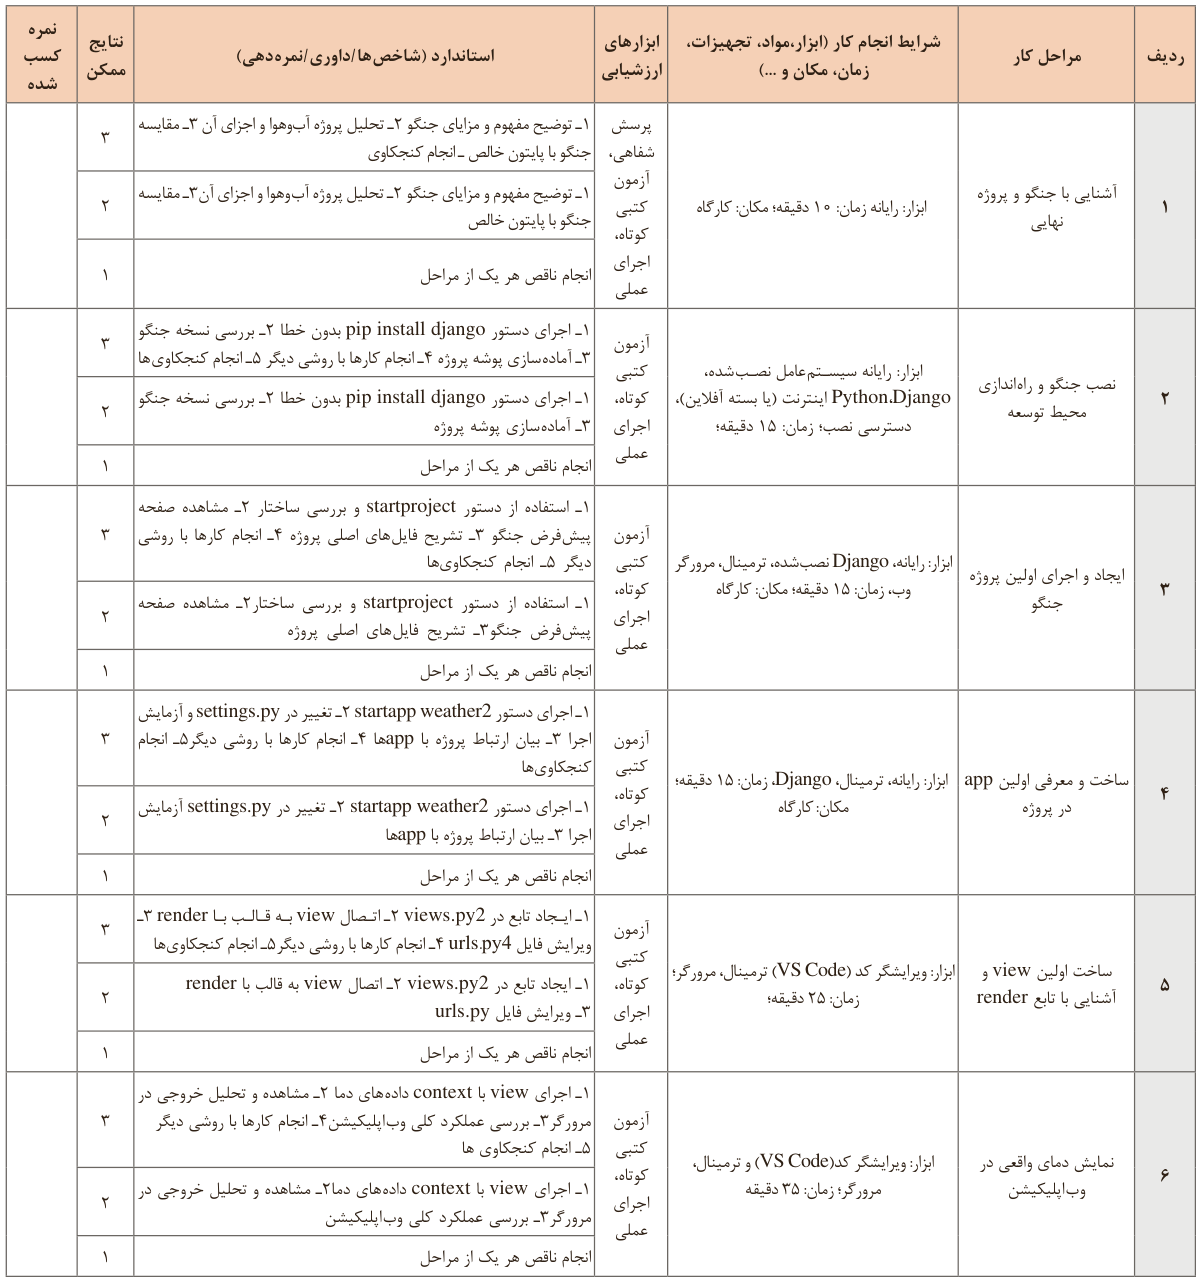 ردیف
مراحل کار
شرایط انجام کار (ابزار،مواد، تجهیزات،
زمان، مکان و ...)
ابزارهای
ارزشیابی
استاندارد (شاخص‌ها/داوری/نمره‌دهی)
نتایج
ممکن
نمره
کسب
شده
۱
آشنایی با جنگو و پروژه
نهایی
ابزار: رایانه زمان: ۱۰ دقیقه؛ مکان: کارگاه
پرسش
شفاهی،
آزمون
کتبی
کوتاه،
اجرای
عملی
۱ـ توضیح مفهوم و مزایای جنگو ۲ـ تحلیل پروژه آب‌وهوا و اجزای آن ۳ـ مقایسه
جنگو با پایتون خالص ـ انجام کنجکاوی
۳
۱ـ توضیح مفهوم و مزایای جنگو ۲ـ تحلیل پروژه آب‌وهوا و اجزای آن۳ـ مقایسه
جنگو با پایتون خالص
۲
انجام ناقص هر یک از مراحل
۱
۲
نصب جنگو و راه‌اندازی
محیط توسعه
ابزار: رایانه سیستم‌عامل نصب‌شده،
Python،Django اینترنت (یا بسته آفلاین)،
دسترسی نصب؛ زمان: ۱۵ دقیقه؛
آزمون
کتبی
کوتاه،
اجرای
عملی
۱ـ اجرای دستور pip install django بدون خطا ۲ـ بررسی نسخه جنگو
۳ـ آماده‌سازی پوشه پروژه ۴ـ انجام کارها با روشی دیگر ۵ـ انجام کنجکاوی‌ها
۳
۱ـ اجرای دستور pip install django بدون خطا ۲ـ بررسی نسخه جنگو
۳ـ آماده‌سازی پوشه پروژه
۲
انجام ناقص هر یک از مراحل
۱
۳
ایجاد و اجرای اولین پروژه
جنگو
ابزار: رایانه، Django نصب‌شده، ترمینال، مرورگر
وب، زمان: ۱۵ دقیقه؛ مکان: کارگاه
آزمون
کتبی
کوتاه،
اجرای
عملی
۱ـ استفاده از دستور startproject و بررسی ساختار ۲ـ مشاهده صفحه
پیش‌فرض جنگو ۳ـ تشریح فایل‌های اصلی پروژه ۴ـ انجام کارها با روشی
دیگر ۵ـ انجام کنجکاوی‌ها
۳
۱ـ استفاده از دستور startproject و بررسی ساختار۲ـ مشاهده صفحه
پیش‌فرض جنگو۳ـ تشریح فایل‌های اصلی پروژه
۲
انجام ناقص هر یک از مراحل
۱
۴
ساخت و معرفی اولین app
در پروژه
ابزار: رایانه، ترمینال، Django، زمان: ۱۵ دقیقه؛
مکان: کارگاه
آزمون
کتبی
کوتاه،
اجرای
عملی
۱ـ اجرای دستور startapp weather2 ۲ـ تغییر در settings.py و آزمایش
اجرا ۳ـ بیان ارتباط پروژه با appها ۴ـ انجام کارها با روشی دیگر۵ـ انجام
کنجکاوی‌ها
۳
۱ـ اجرای دستور startapp weather2 ۲ـ تغییر در settings.py آزمایش
اجرا ۳ـ بیان ارتباط پروژه با appها
۲
انجام ناقص هر یک از مراحل
۱
۵
ساخت اولین view و
آشنایی با تابع render
ابزار: ویرایشگر کد (VS Code) ترمینال، مرورگر؛
زمان: ۲۵ دقیقه؛
آزمون
کتبی
کوتاه،
اجرای
عملی
۱ـ ایجاد تابع در views.py2 ۲ـ اتصال view به قالب با render ۳ـ
ویرایش فایل urls.py4 ۴ـ انجام کارها با روشی دیگر۵ـ انجام کنجکاوی‌ها
۳
۱ـ ایجاد تابع در views.py2 ۲ـ اتصال view به قالب با render
۳ـ ویرایش فایل urls.py
۲
انجام ناقص هر یک از مراحل
۱
۶
نمایش دمای واقعی در
وب‌اپلیکیشن
ابزار: ویرایشگر کد(VS Code) و ترمینال،
مرورگر؛ زمان: ۳۵ دقیقه
آزمون
کتبی
کوتاه،
اجرای
عملی
۱ـ اجرای view با context داده‌های دما ۲ـ مشاهده و تحلیل خروجی در
مرورگر۳ـ بررسی عملکرد کلی وب‌اپلیکیشن۴ـ انجام کارها با روشی دیگر
۵ـ انجام کنجکاوی ها
۳
۱ـ اجرای view با context داده‌های دما۲ـ مشاهده و تحلیل خروجی در
مرورگر۳ـ بررسی عملکرد کلی وب‌اپلیکیشن
۲
انجام ناقص هر یک از مراحل
۱